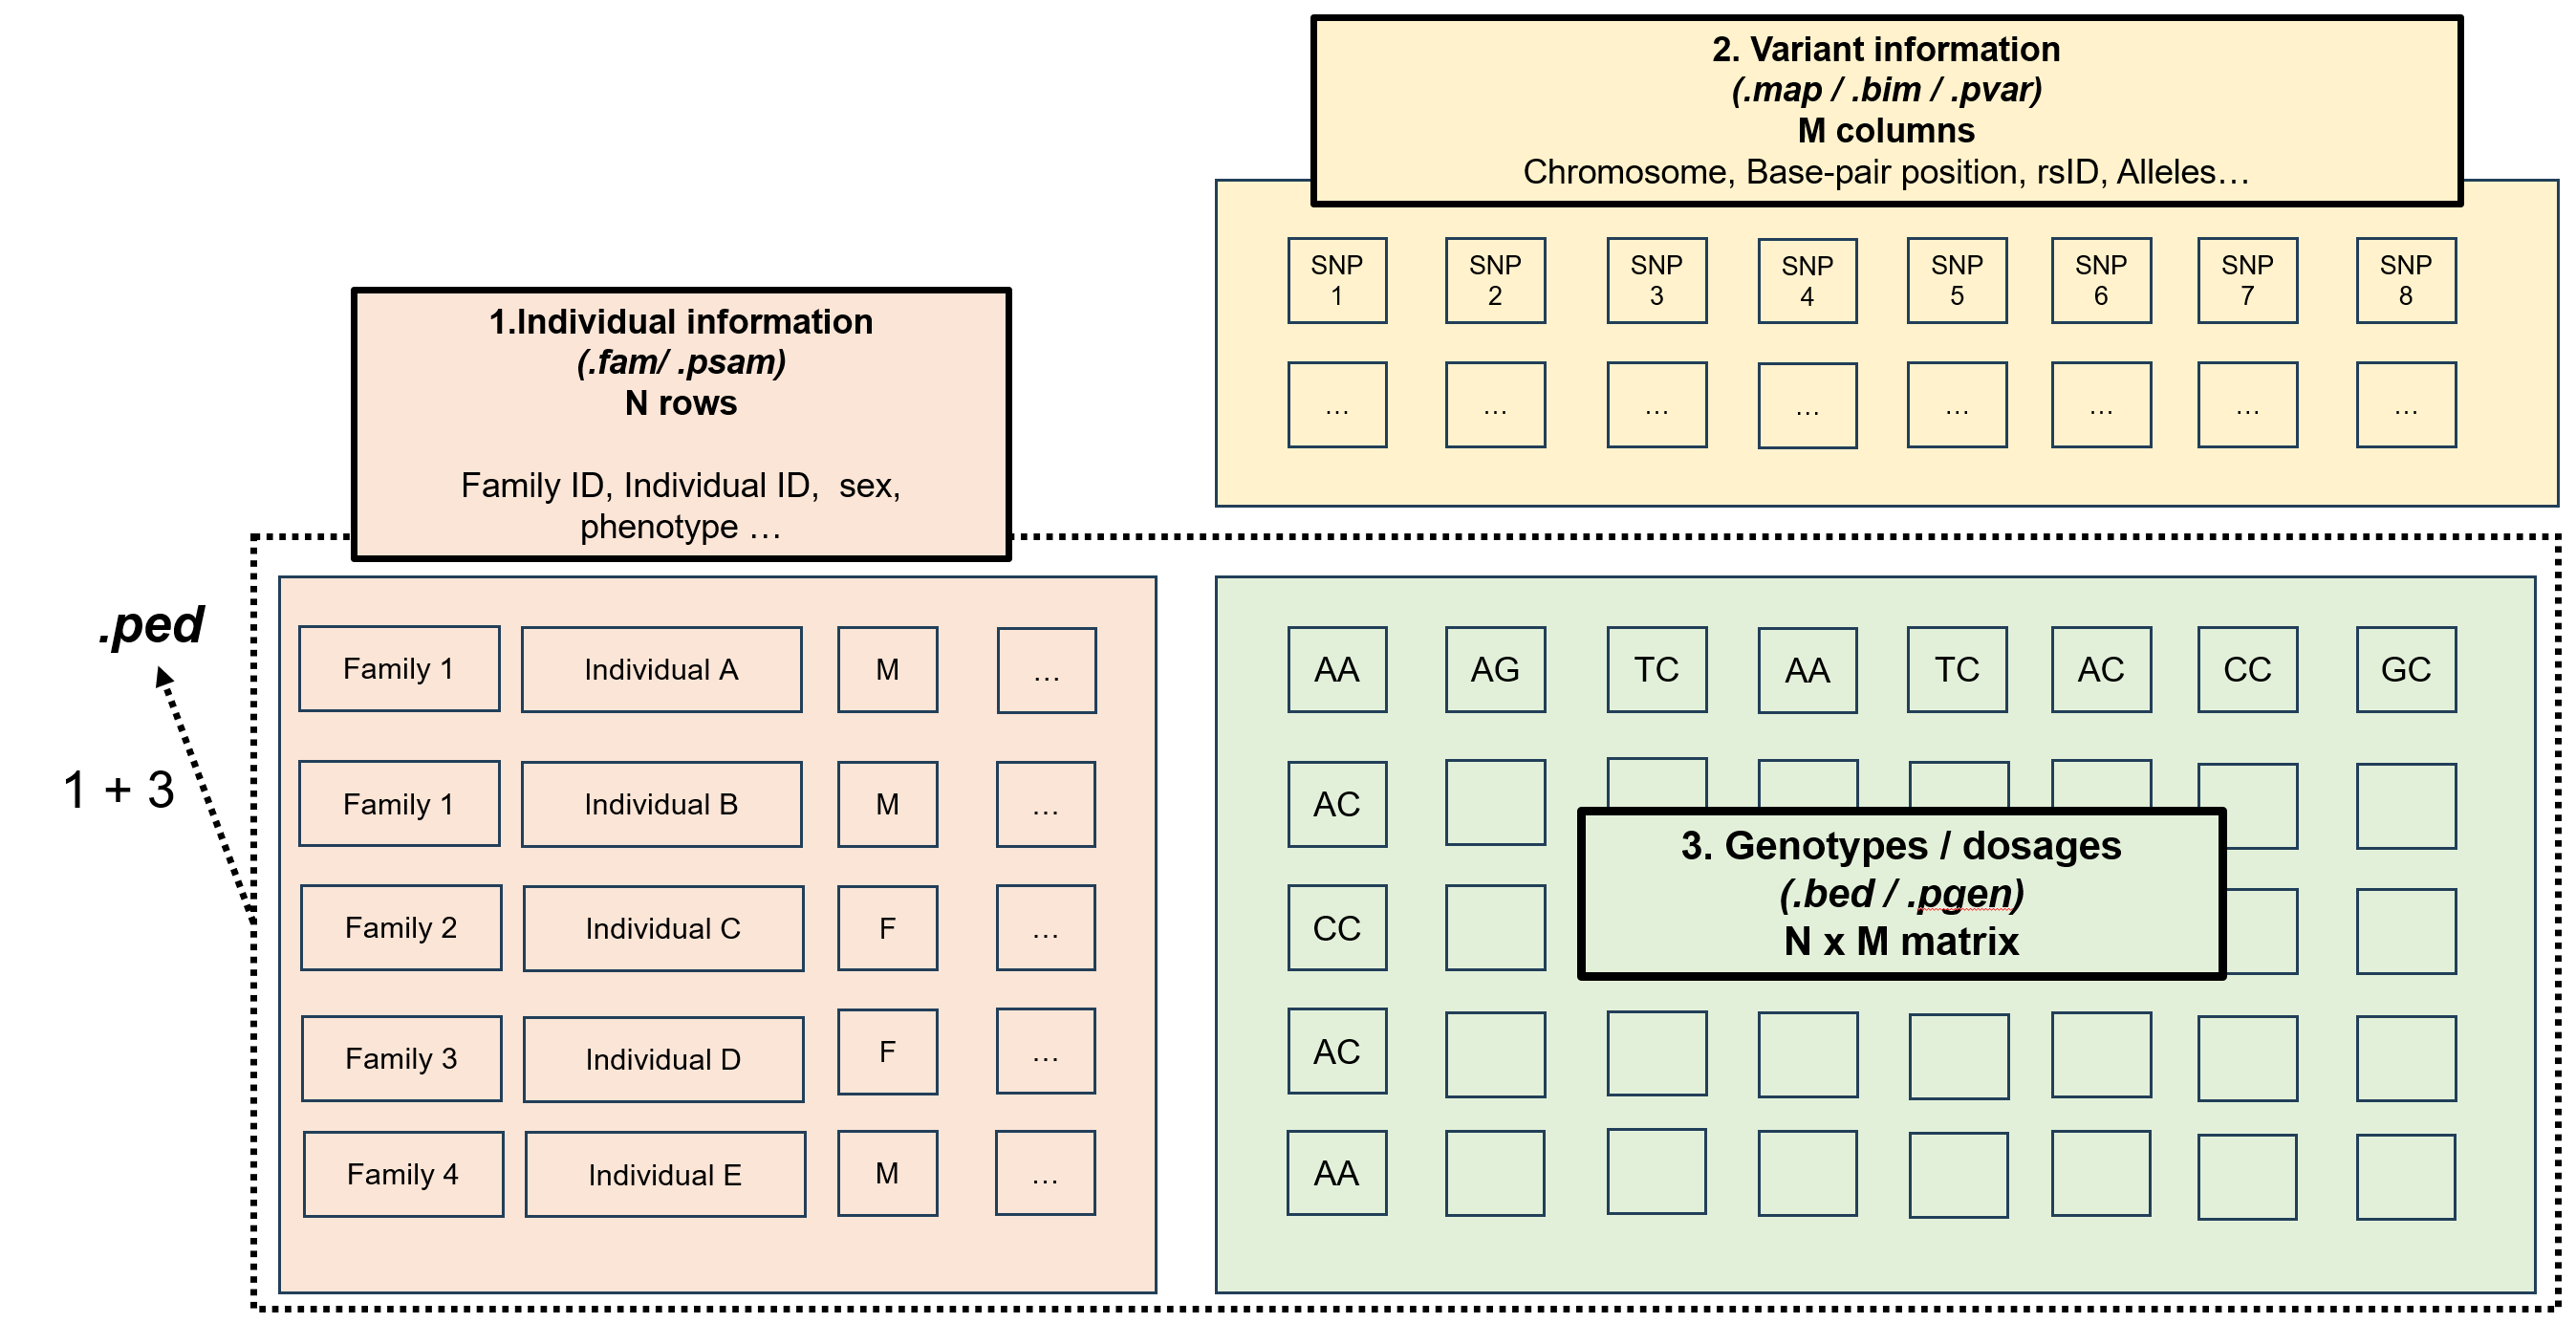 2. Variant information
(.map / .bim / .pvar)
M columns
Chromosome, Base-pair position, rsID, Alleles…
SNP 1 SNP 2 SNP 3 SNP 4 SNP 5 SNP 6 SNP 7 SNP 8
… … … … … … … …
1.Individual information
(.fam/ .psam)
N rows
Family ID, Individual ID, sex,
phenotype …
.ped
1 + 3
Family 1 Individual A M … AA AG TC AA TC AC CC GC
Family 1 Individual B M … AC
Family 2 Individual C F … CC
Family 3 Individual D F … AC
Family 4 Individual E M … AA
3. Genotypes / dosages
(.bed / .pgen)
N x M matrix